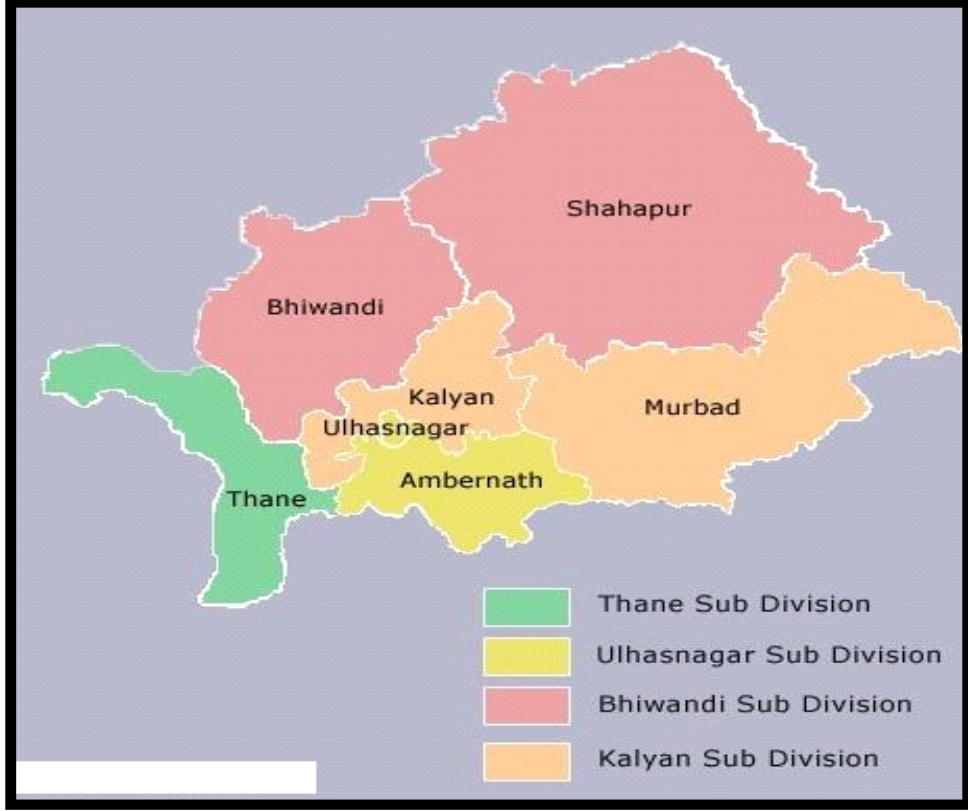 Shahapur
Bhiwandi
Kalyan
Murbad
Ulhasnagar
Ambernath
Thane
Thane Sub Division
Ulhasnagar Sub Division
Bhiwandi Sub Division
Kalyan Sub Division